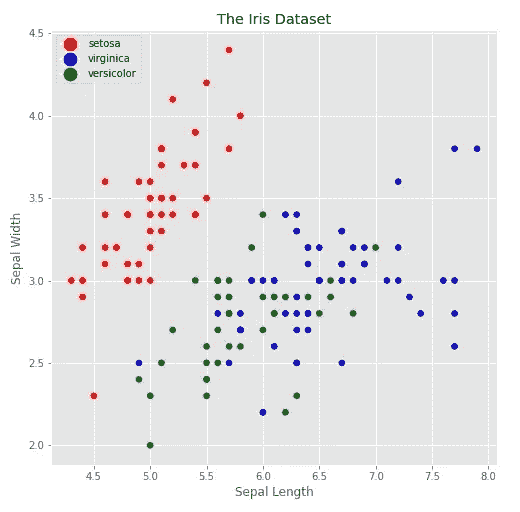 The Iris Dataset
setosa
virginica
versicolor
4.5
4.0
3.5
3.0
2.5
2.0
Sepal Width
4.5 5.0 5.5 6.0 6.5 7.0 7.5 8.0
Sepal Length